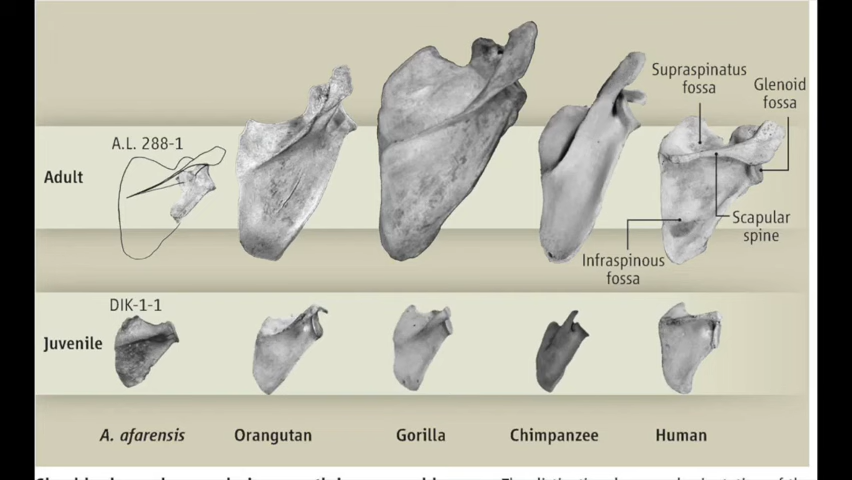 Supraspinatus
fossa
Glenoid
fossa
A.L. 288-1
Adult
Scapular
spine
Infraspinous
fossa
DIK-1-1
Juvenile
A. afarensis
Orangutan
Gorilla
Chimpanzee
Human